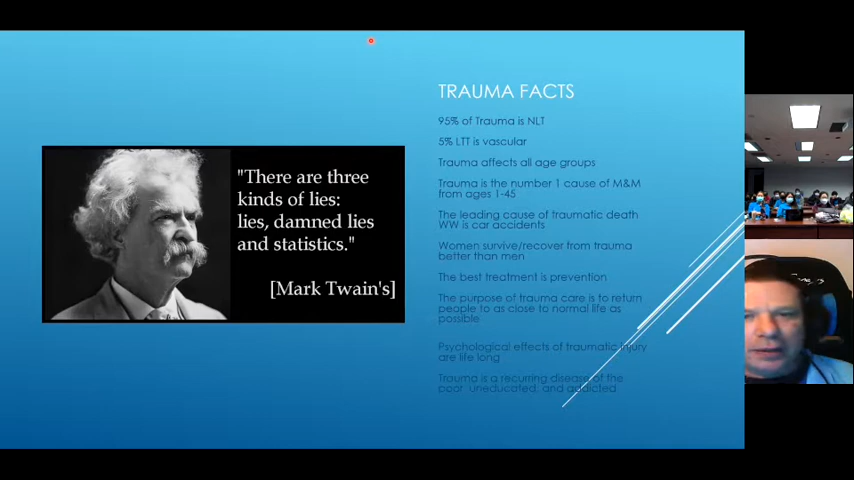 "There are three
kinds of lies:
lies, damned lies
and statistics."
[Mark Twain's]
TRAUMA FACTS
95% of Trauma is NLT
5% LTT is vascular
Trauma affects all age groups
Trauma is the number 1 cause of M&M
from ages 1-45
The leading cause of traumatic death
WW is car accidents
Women survive/recover from trauma
better than men
The best treatment is prevention
The purpose of trauma care is to return
people to as close to normal life as
possible
Psychological effects of traumatic injury
are life long
Trauma is a recurring disease of the
poor, uneducated, and addicted